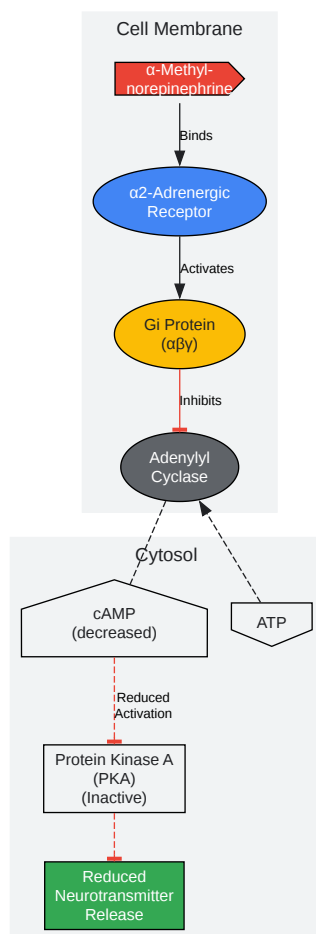 Cell Membrane
α-Methyl-
norepinephrine
Binds
α2-Adrenergic
Receptor
Activates
Gi Protein
(αβγ)
Inhibits
Adenylyl
Cyclase
Cytosol
cAMP
(decreased)
ATP
Reduced
Activation
Protein Kinase A
(PKA)
(Inactive)
Reduced
Neurotransmitter
Release